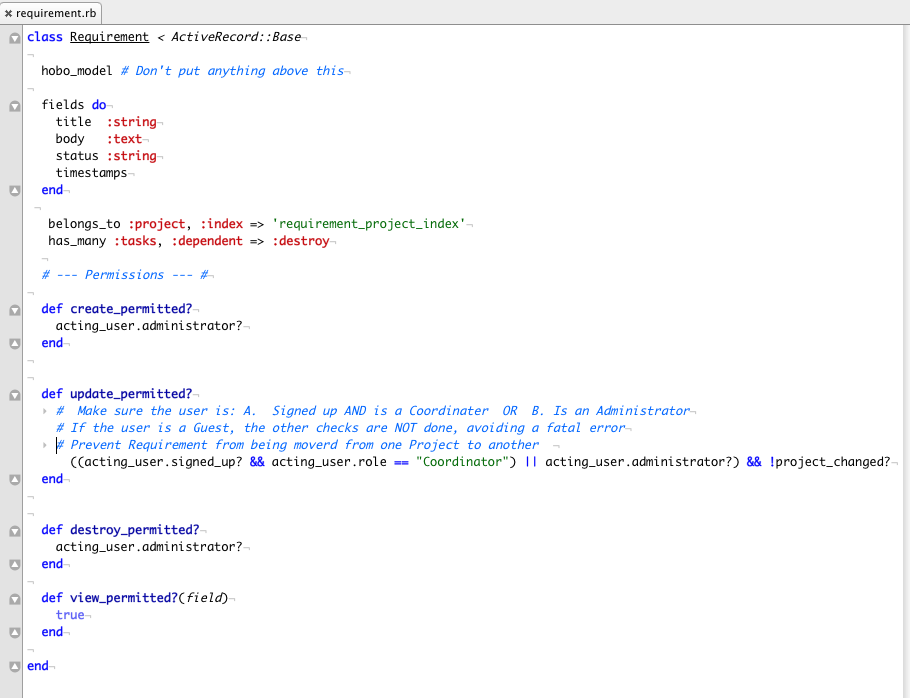 requirement.rb
class Requirement < ActiveRecord::Base
hobo_model # Don't put anything above this
fields do
title :string
body :text
status :string
timestamps
end
belongs_to :project, :index => 'requirement_project_index'
has_many :tasks, :dependent => :destroy
# --- Permissions --- #
def create_permitted?
acting_user.administrator?
end
def update_permitted?
# Make sure the user is: A. Signed up AND is a Coordinater OR B. Is an Administrator
# If the user is a Guest, the other checks are NOT done, avoiding a fatal error
# Prevent Requirement from being moverd from one Project to another
((acting_user.signed_up? && acting_user.role == "Coordinator") || acting_user.administrator?) && !project_changed?
end
def destroy_permitted?
acting_user.administrator?
end
def view_permitted?(field)
true
end
end